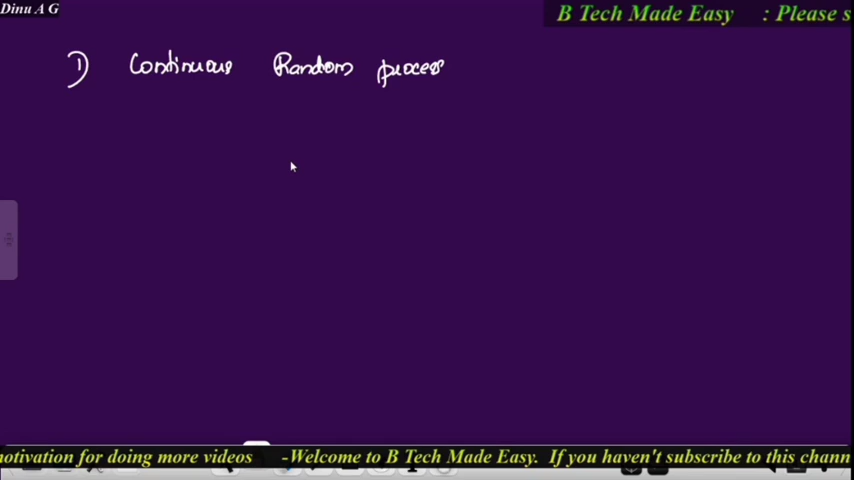 Dinu A G
B Tech Made Easy : Please s
1) Continuous Random process
notivation for doing more videos -Welcome to B Tech Made Easy. If you haven't subscribe to this chann